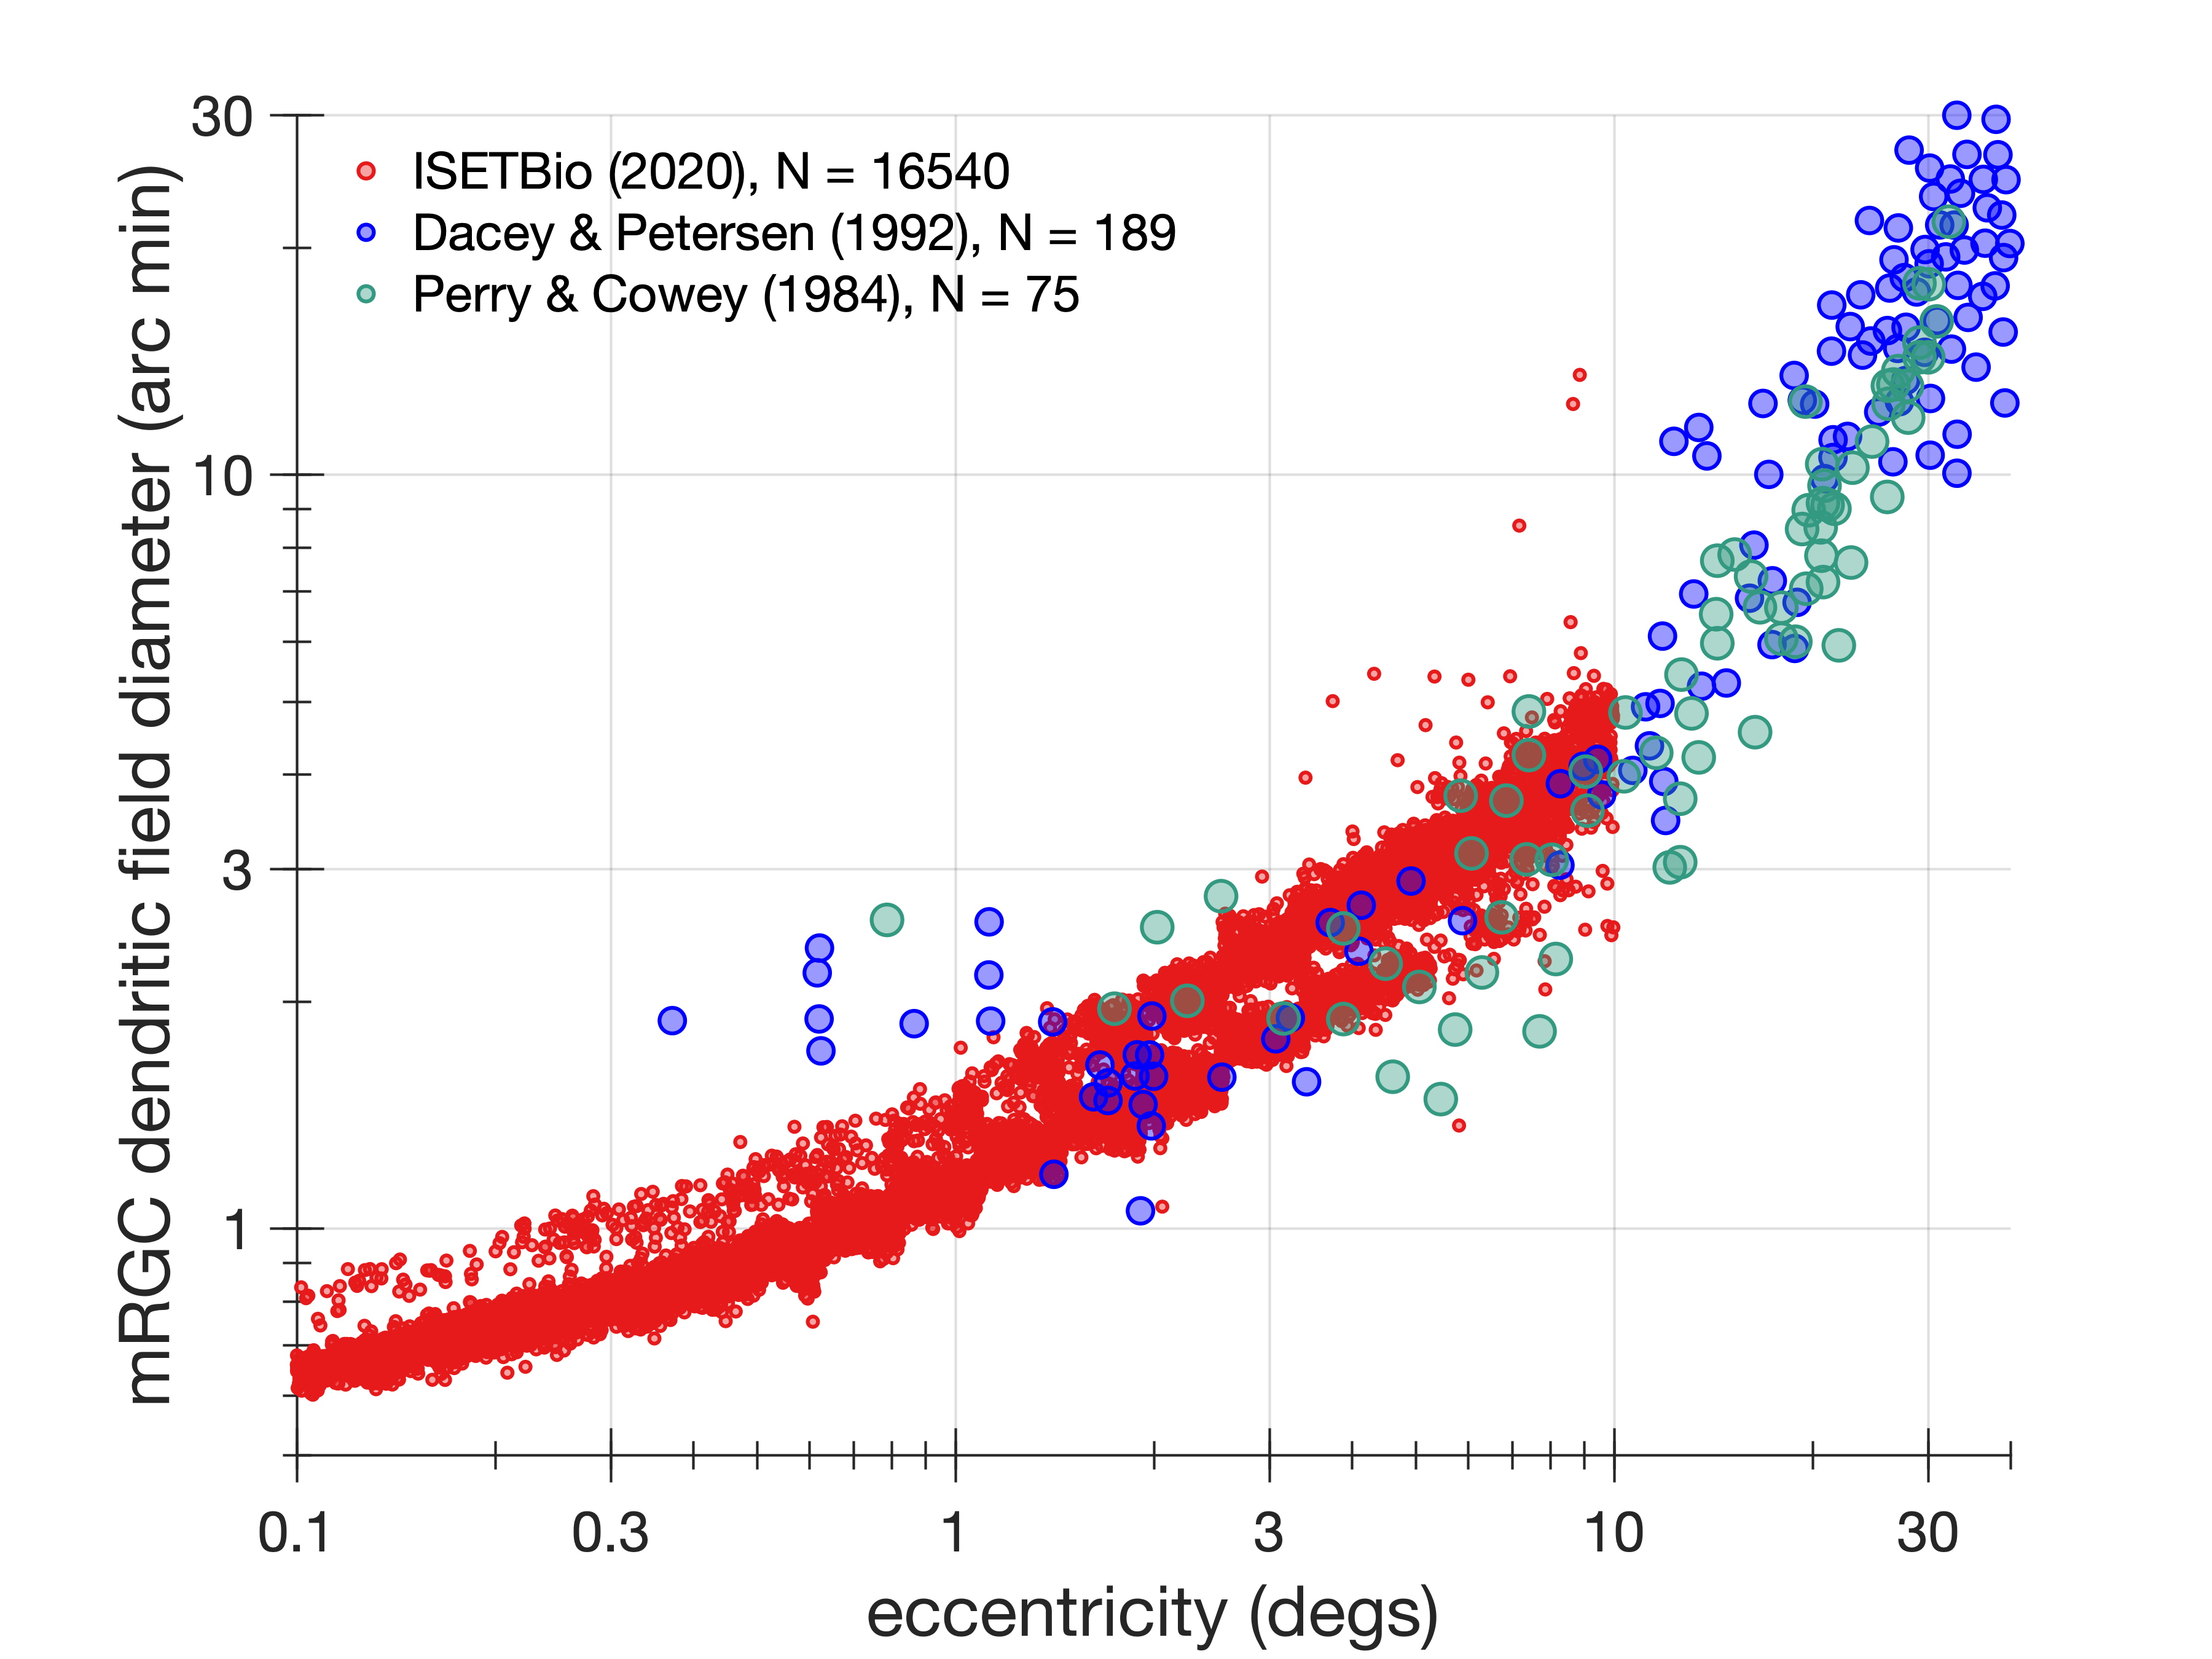 mRGC dendritic field diameter (arc min)
30
10
3
1
ISETBio (2020), N = 16540
Dacey & Petersen (1992), N = 189
Perry & Cowey (1984), N = 75
0.1 0.3 1 3 10 30
eccentricity (degs)